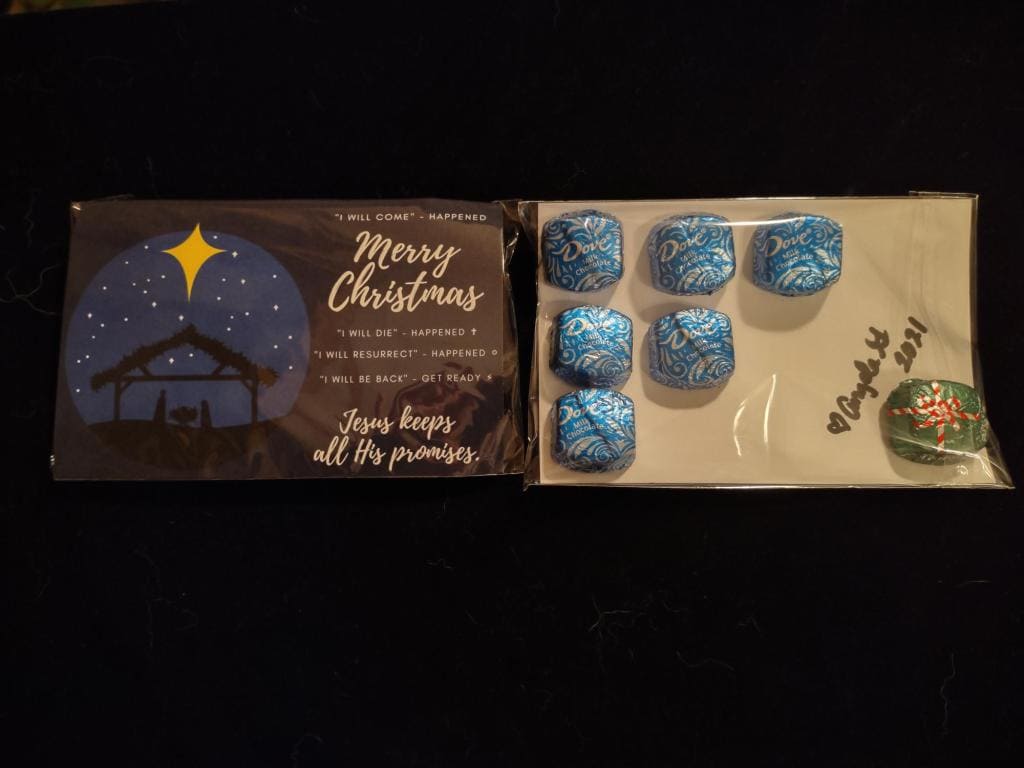 "I WILL COME" - HAPPENED
Merry
Christmas
"I WILL DIE" - HAPPENED ✝
"I WILL RESURRECT" - HAPPENED
"I WILL BE BACK" - GET READY ⚡
Jesus keeps
all His promises.
Dove
Milk
Chocolate
Dove
Milk
Chocolate
Dove
Milk
Chocolate
Dove
Milk
Chocolate
Dove
Milk
Chocolate
Dove
Milk
Chocolate
2021